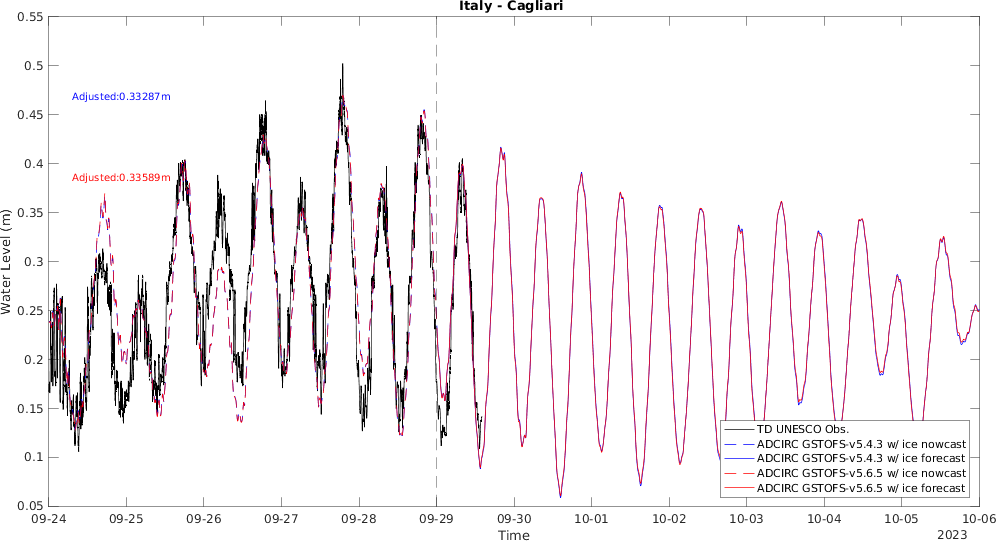 Italy - Cagliari
0.55
0.5
0.45
0.4
0.35
0.3
0.25
0.2
0.15
0.1
0.05
Water Level (m)
Adjusted:0.33287m
Adjusted:0.33589m
TD UNESCO Obs.
ADCIRC GSTOFS-v5.4.3 w/ ice nowcast
ADCIRC GSTOFS-v5.4.3 w/ ice forecast
ADCIRC GSTOFS-v5.6.5 w/ ice nowcast
ADCIRC GSTOFS-v5.6.5 w/ ice forecast
09-24 09-25 09-26 09-27 09-28 09-29 09-30 10-01 10-02 10-03 10-04 10-05 10-06
Time
2023